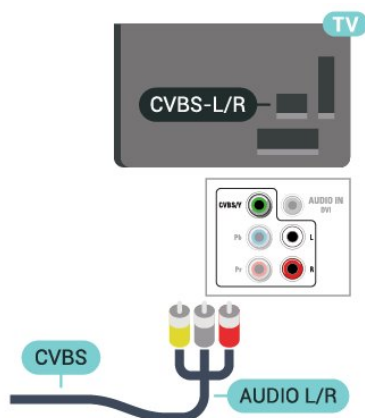 TV
CVBS-L/R
CVBS/Y
AUDIO IN
DVI
Pb
L
Pr
R
CVBS
AUDIO L/R